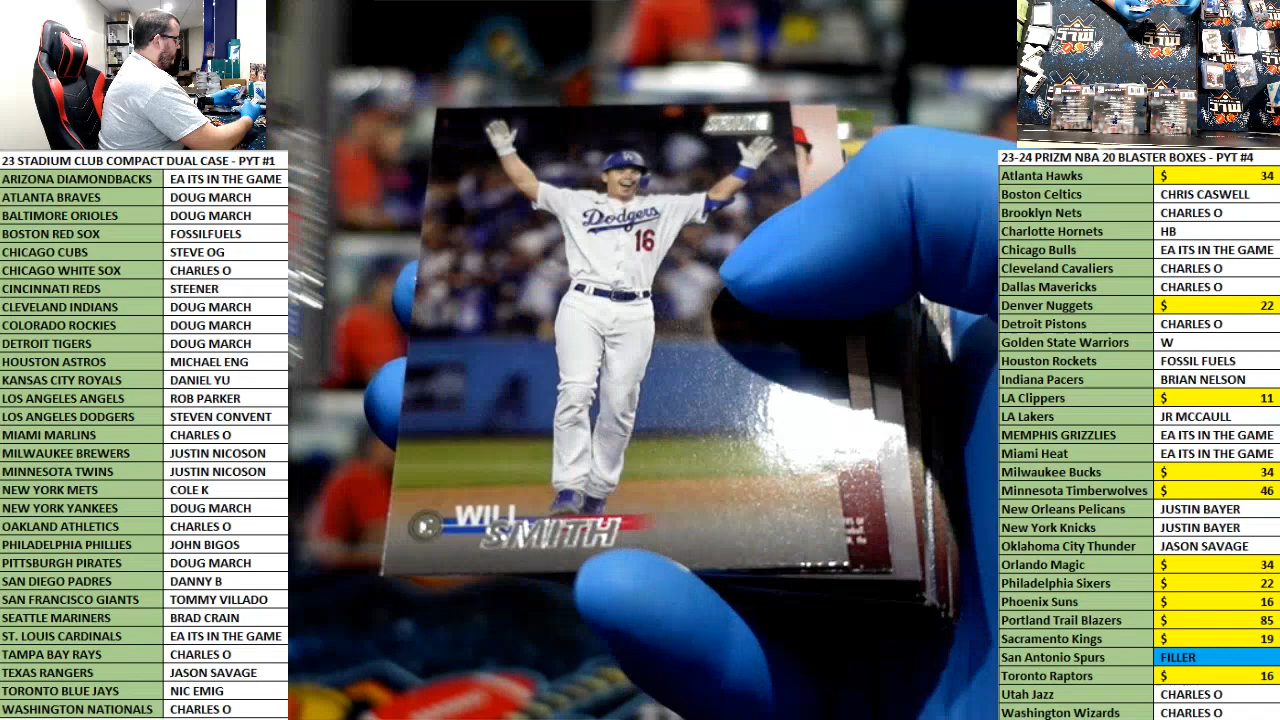 23 STADIUM CLUB COMPACT DUAL CASE - PYT #1
ARIZONA DIAMONDBACKS EA ITS IN THE GAME
ATLANTA BRAVES DOUG MARCH
BALTIMORE ORIOLES DOUG MARCH
BOSTON RED SOX FOSSILFUELS
CHICAGO CUBS STEVE OG
CHICAGO WHITE SOX CHARLES O
CINCINNATI REDS STEENER
CLEVELAND INDIANS DOUG MARCH
COLORADO ROCKIES DOUG MARCH
DETROIT TIGERS DOUG MARCH
HOUSTON ASTROS MICHAEL ENG
KANSAS CITY ROYALS DANIEL YU
LOS ANGELES ANGELS ROB PARKER
LOS ANGELES DODGERS STEVEN CONVENT
MIAMI MARLINS CHARLES O
MILWAUKEE BREWERS JUSTIN NICOSON
MINNESOTA TWINS JUSTIN NICOSON
NEW YORK METS COLE K
NEW YORK YANKEES DOUG MARCH
OAKLAND ATHLETICS CHARLES O
PHILADELPHIA PHILLIES JOHN BIGOS
PITTSBURGH PIRATES DOUG MARCH
SAN DIEGO PADRES DANNY B
SAN FRANCISCO GIANTS TOMMY VILLADO
SEATTLE MARINERS BRAD CRAIN
ST. LOUIS CARDINALS EA ITS IN THE GAME
TAMPA BAY RAYS CHARLES O
TEXAS RANGERS JASON SAVAGE
TORONTO BLUE JAYS NIC EMIG
WASHINGTON NATIONALS CHARLES O
Dodgers
16
C
WILL
SMITH
23-24 PRIZM NBA 20 BLASTER BOXES - PYT #4
Atlanta Hawks $ 34
Boston Celtics CHRIS CASWELL
Brooklyn Nets CHARLES O
Charlotte Hornets HB
Chicago Bulls EA ITS IN THE GAME
Cleveland Cavaliers CHARLES O
Dallas Mavericks CHARLES O
Denver Nuggets $ 22
Detroit Pistons CHARLES O
Golden State Warriors W
Houston Rockets FOSSIL FUELS
Indiana Pacers BRIAN NELSON
LA Clippers $ 11
LA Lakers JR MCCAULL
MEMPHIS GRIZZLIES EA ITS IN THE GAME
Miami Heat EA ITS IN THE GAME
Milwaukee Bucks $ 34
Minnesota Timberwolves $ 46
New Orleans Pelicans JUSTIN BAYER
New York Knicks JUSTIN BAYER
Oklahoma City Thunder JASON SAVAGE
Orlando Magic $ 34
Philadelphia Sixers $ 22
Phoenix Suns $ 16
Portland Trail Blazers $ 85
Sacramento Kings $ 19
San Antonio Spurs FILLER
Toronto Raptors $ 16
Utah Jazz CHARLES O
Washington Wizards CHARLES O